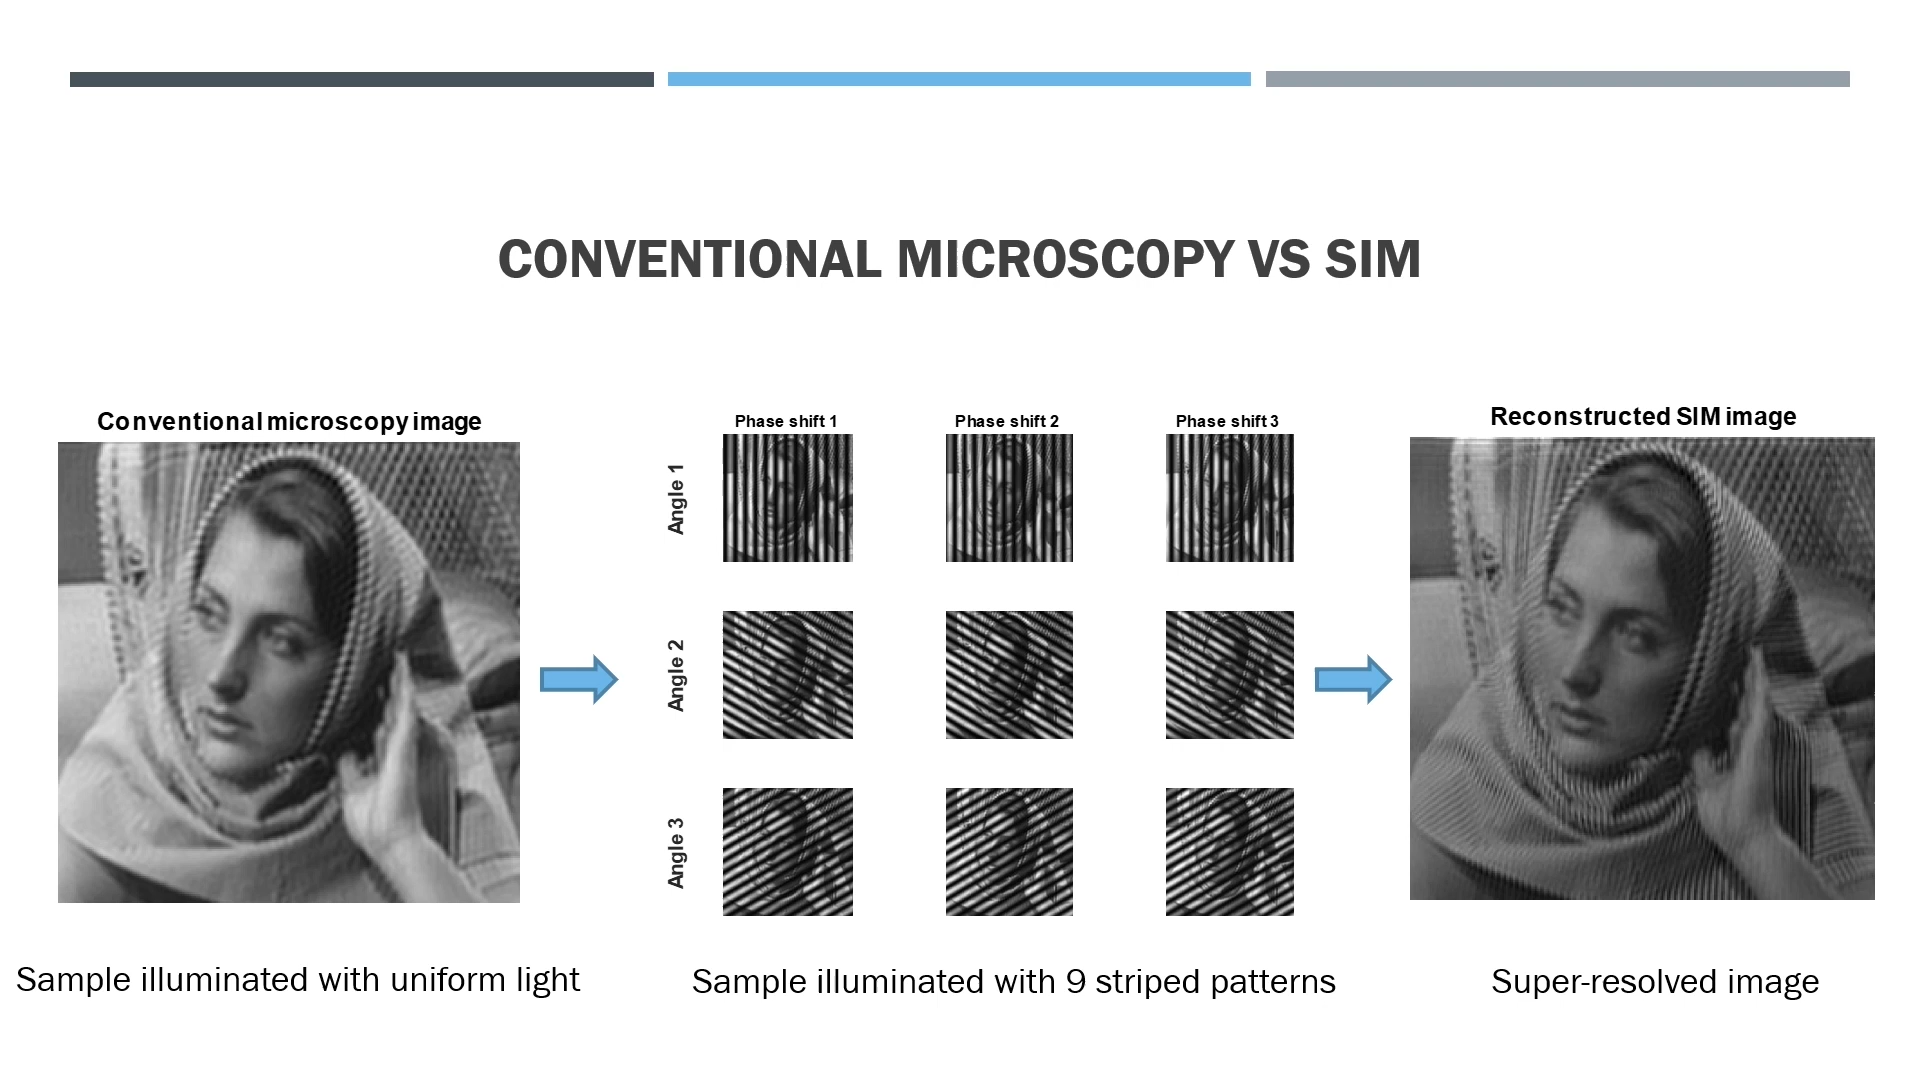 CONVENTIONAL MICROSCOPY VS SIM
Conventional microscopy image
Phase shift 1
Phase shift 2
Phase shift 3
Angle 1
Angle 2
Angle 3
Reconstructed SIM image
Sample illuminated with uniform light
Sample illuminated with 9 striped patterns
Super-resolved image